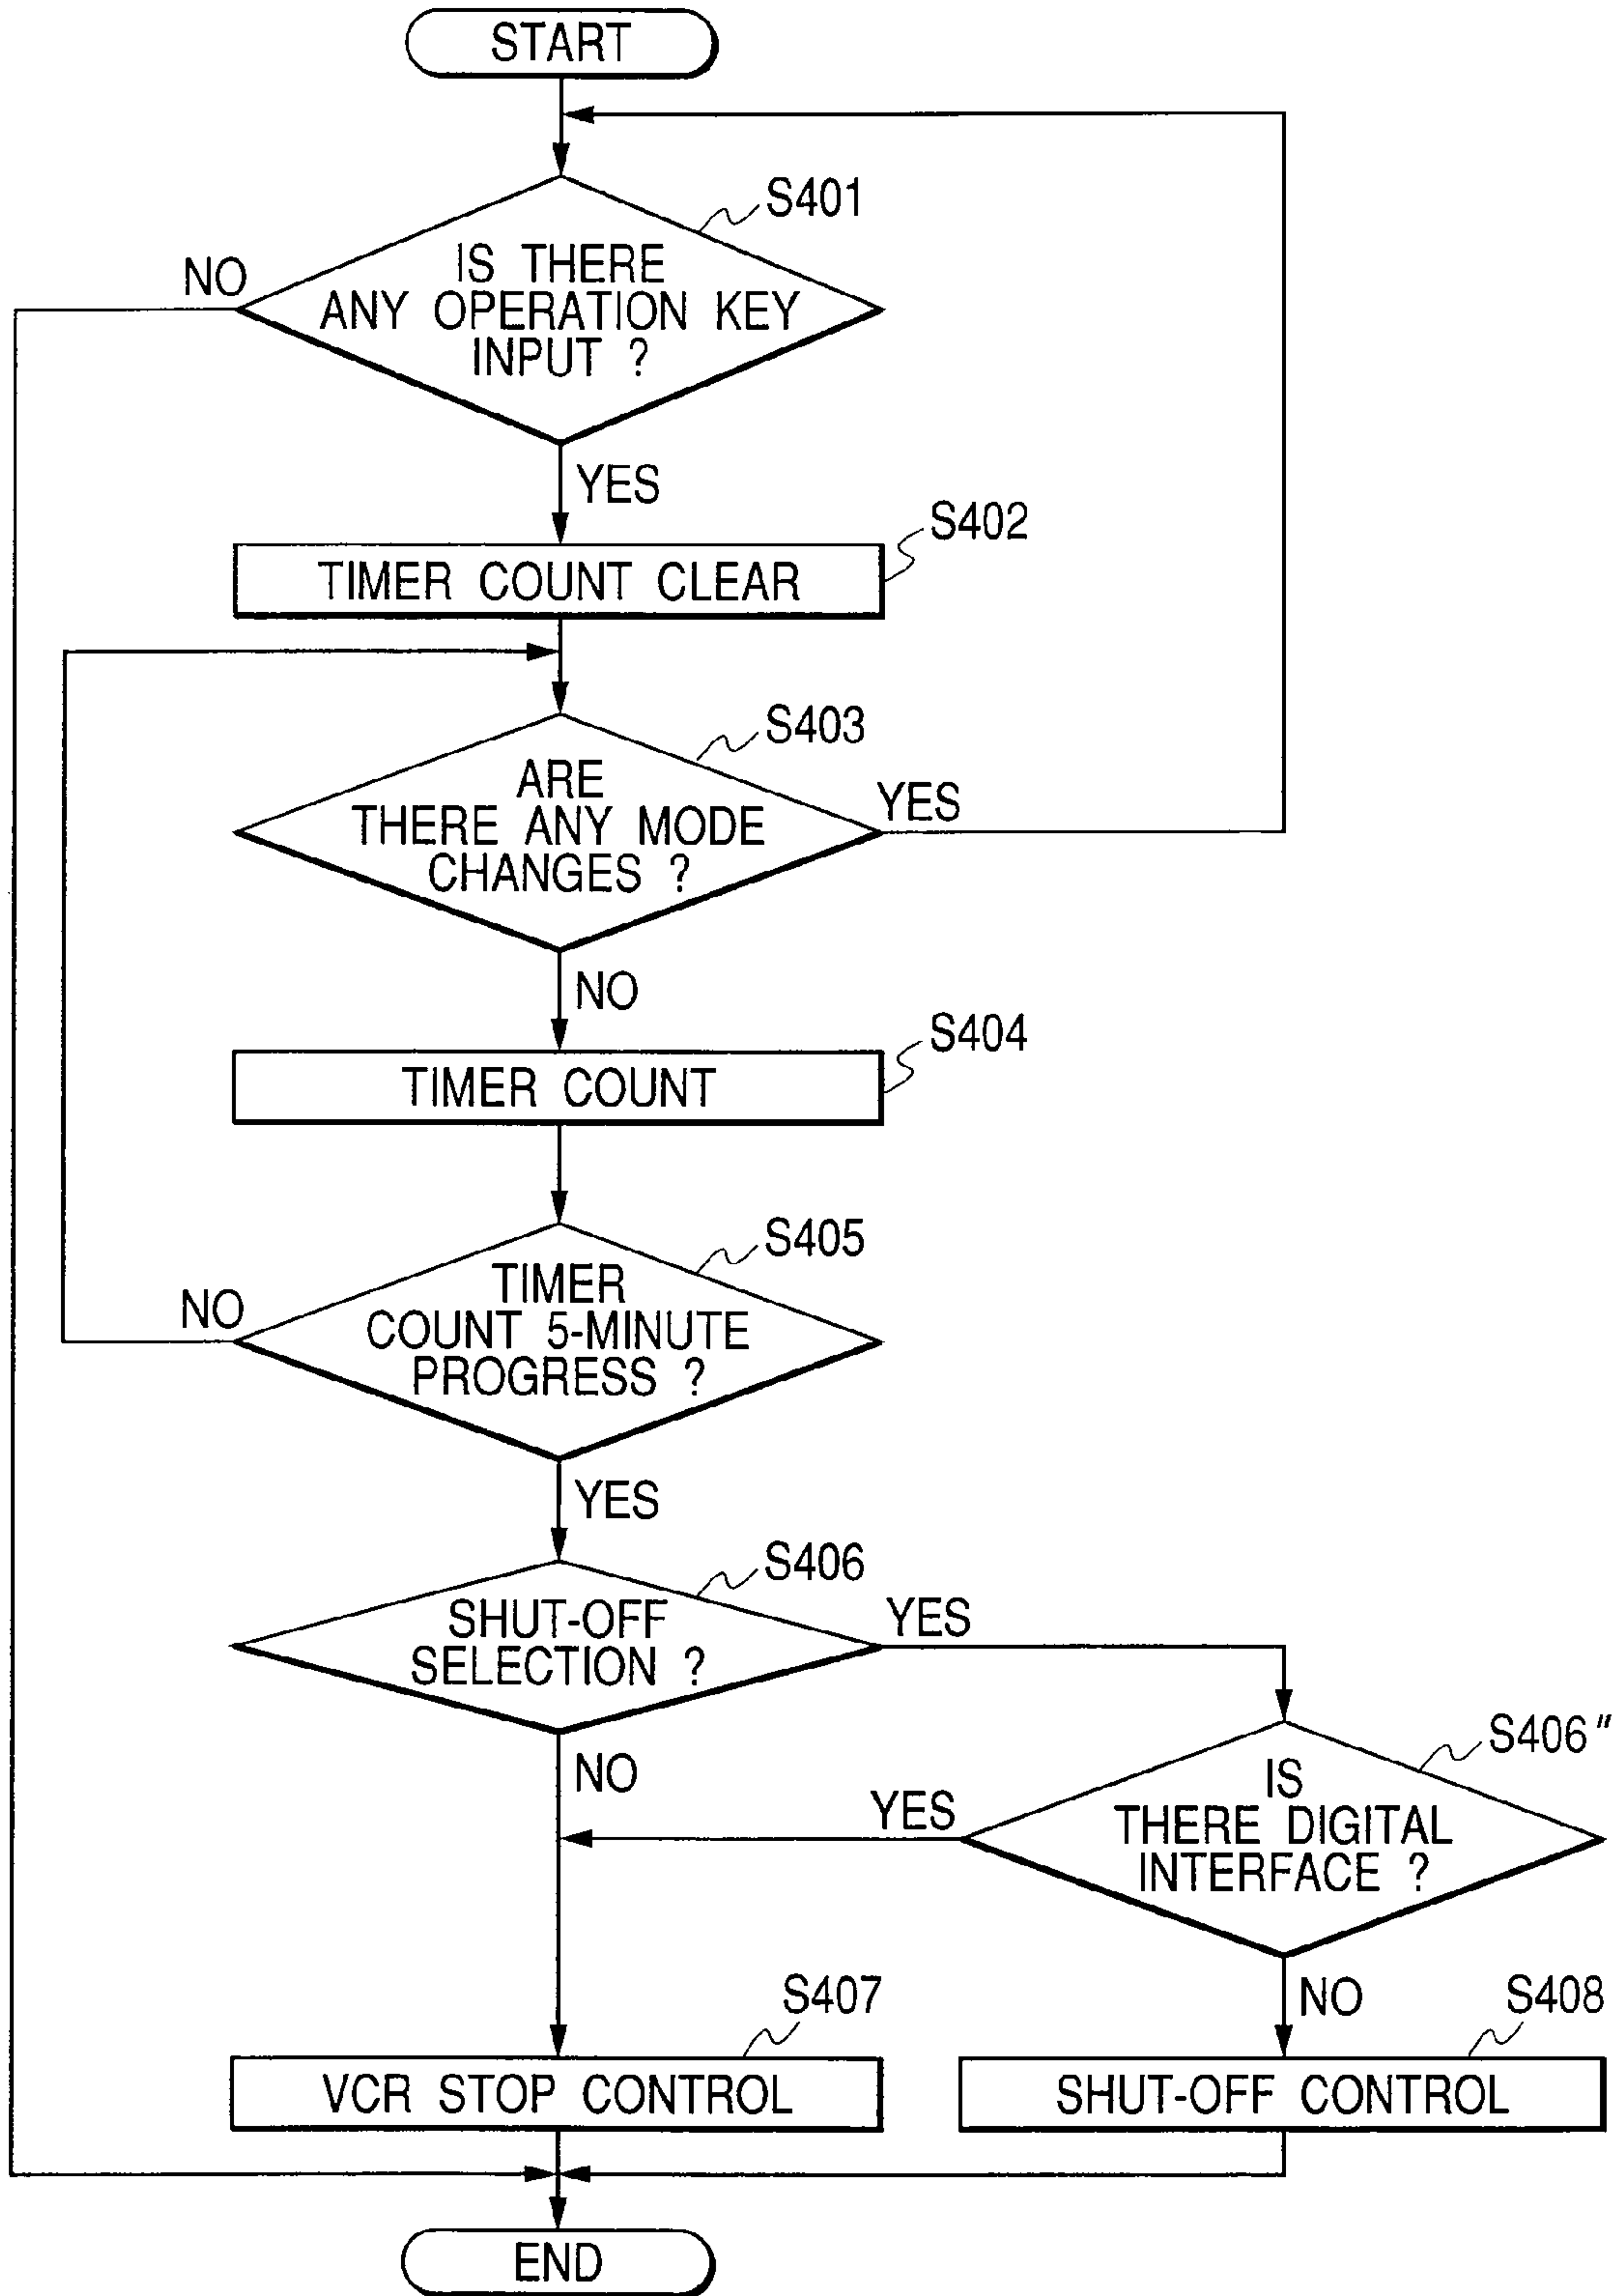 START
S401
NO
IS THERE
ANY OPERATION KEY
INPUT ?
YES
S402
TIMER COUNT CLEAR
S403
ARE
THERE ANY MODE
CHANGES ?
YES
NO
S404
TIMER COUNT
S405
TIMER
COUNT 5-MINUTE
PROGRESS ?
NO
YES
S406
SHUT-OFF
SELECTION ?
YES
NO
S406"
IS
THERE DIGITAL
INTERFACE ?
YES
NO
S407
VCR STOP CONTROL
S408
SHUT-OFF CONTROL
END